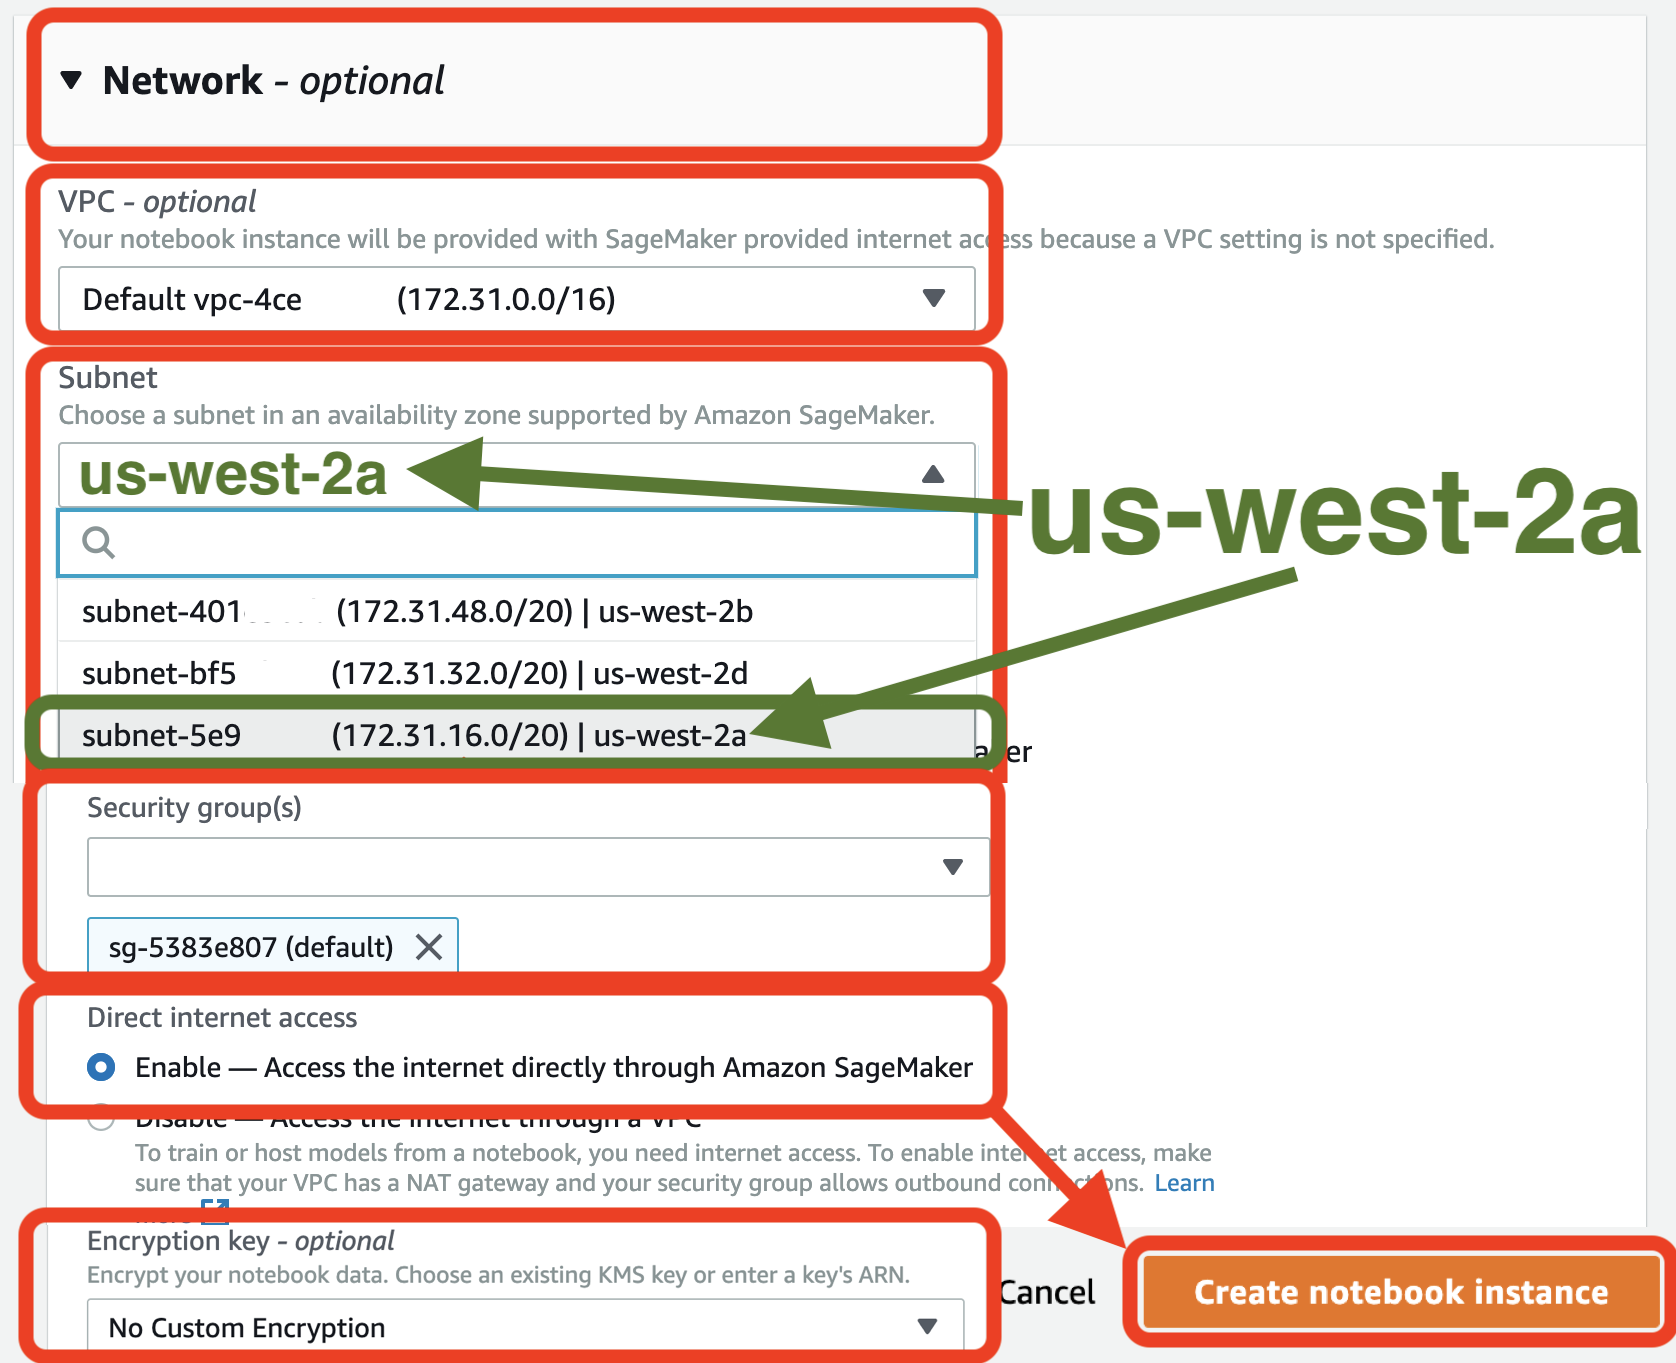 Network - optional
VPC - optional
Your notebook instance will be provided with SageMaker provided internet access because a VPC setting is not specified.
Default vpc-4ce (172.31.0.0/16)
Subnet
Choose a subnet in an availability zone supported by Amazon SageMaker.
us-west-2a
us-west-2a
subnet-401 (172.31.48.0/20) | us-west-2b
subnet-bf5 (172.31.32.0/20) | us-west-2d
subnet-5e9 (172.31.16.0/20) | us-west-2a
Security group(s)
sg-5383e807 (default)
Direct internet access
Enable — Access the internet directly through Amazon SageMaker
Disable — Access the internet through a VPC
To train or host models from a notebook, you need internet access. To enable internet access, make
sure that your VPC has a NAT gateway and your security group allows outbound connections. Learn
Encryption key - optional
Encrypt your notebook data. Choose an existing KMS key or enter a key's ARN.
No Custom Encryption
Cancel
Create notebook instance